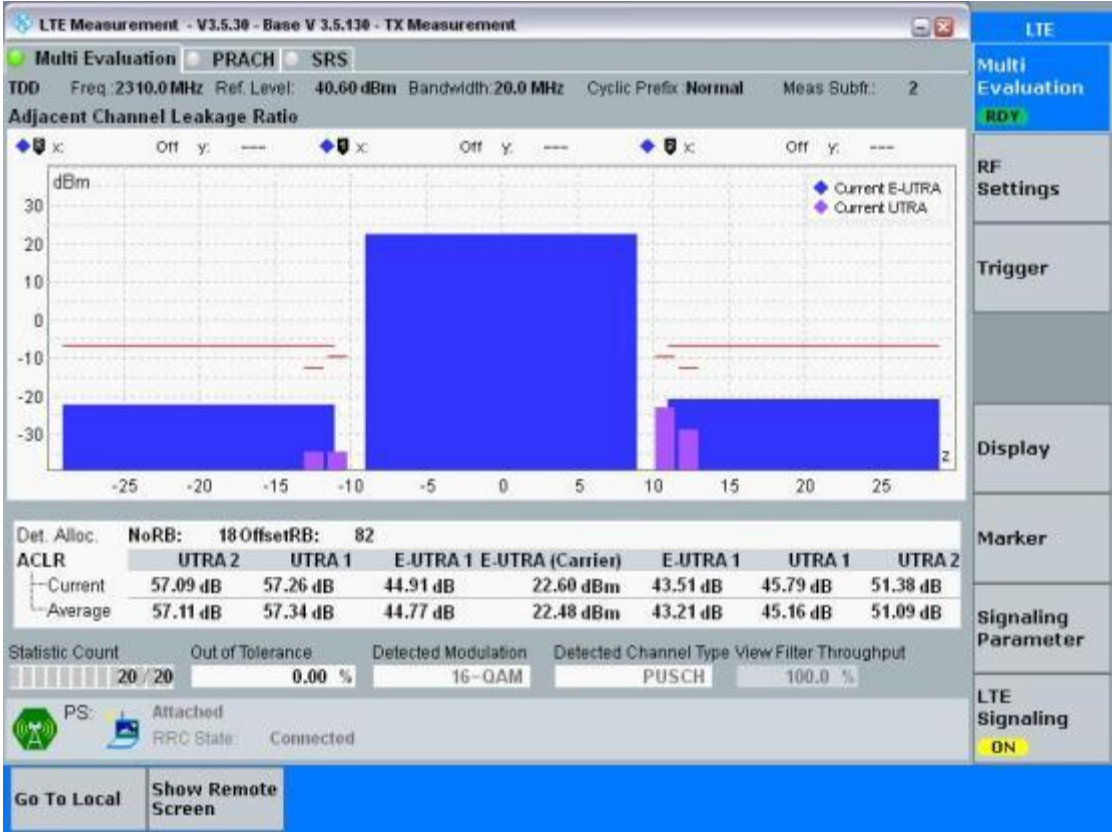 LTE Measurement - V3.5.30 - Base V 3.5.130 - TX Measurement
LTE
Multi Evaluation PRACH SRS
Multi
Evaluation
RDY
TDD Freq.:2310.0 MHz Ref. Level: 40.60 dBm Bandwidth:20.0 MHz Cyclic Prefix :Normal Meas Subfr.: 2
Adjacent Channel Leakage Ratio
x: Off y: --- x: Off y: --- x: Off y: ---
dBm
Current E-UTRA
Current UTRA
30
20
10
0
-10
-20
-30
z
-25 -20 -15 -10 -5 0 5 10 15 20 25
RF
Settings
Trigger
Display
Marker
Signaling
Parameter
LTE
Signaling
ON
Det. Alloc. NoRB: 18 OffsetRB: 82
ACLR UTRA 2 UTRA 1 E-UTRA 1 E-UTRA (Carrier) E-UTRA 1 UTRA 1 UTRA 2
Current 57.09 dB 57.26 dB 44.91 dB 22.60 dBm 43.51 dB 45.79 dB 51.38 dB
Average 57.11 dB 57.34 dB 44.77 dB 22.48 dBm 43.21 dB 45.16 dB 51.09 dB
Statistic Count Out of Tolerance Detected Modulation Detected Channel Type View Filter Throughput
20 / 20 0.00 % 16-QAM PUSCH 100.0 %
PS: Attached
RRC State: Connected
Go To Local
Show Remote
Screen